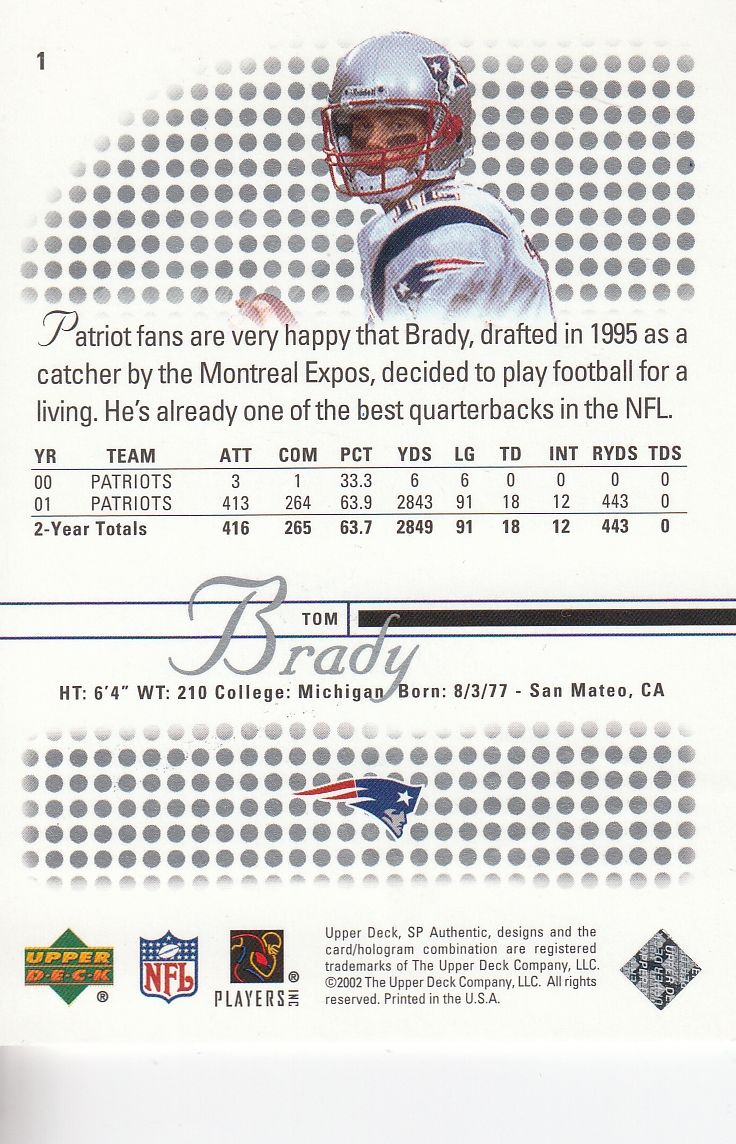 1
Riddell
12
Patriot fans are very happy that Brady, drafted in 1995 as a
catcher by the Montreal Expos, decided to play football for a
living. He's already one of the best quarterbacks in the NFL.
YR TEAM ATT COM PCT YDS LG TD INT RYDS TDS
00 PATRIOTS 3 1 33.3 6 6 0 0 0 0
01 PATRIOTS 413 264 63.9 2843 91 18 12 443 0
2-Year Totals 416 265 63.7 2849 91 18 12 443 0
TOM
Brady
HT: 6'4" WT: 210 College: Michigan Born: 8/3/77 - San Mateo, CA
UPPER
D·E·C·K
®
NFL
PLAYERS INC
®
Upper Deck, SP Authentic, designs and the
card/hologram combination are registered
trademarks of The Upper Deck Company, LLC.
©2002 The Upper Deck Company, LLC. All rights
reserved. Printed in the U.S.A.